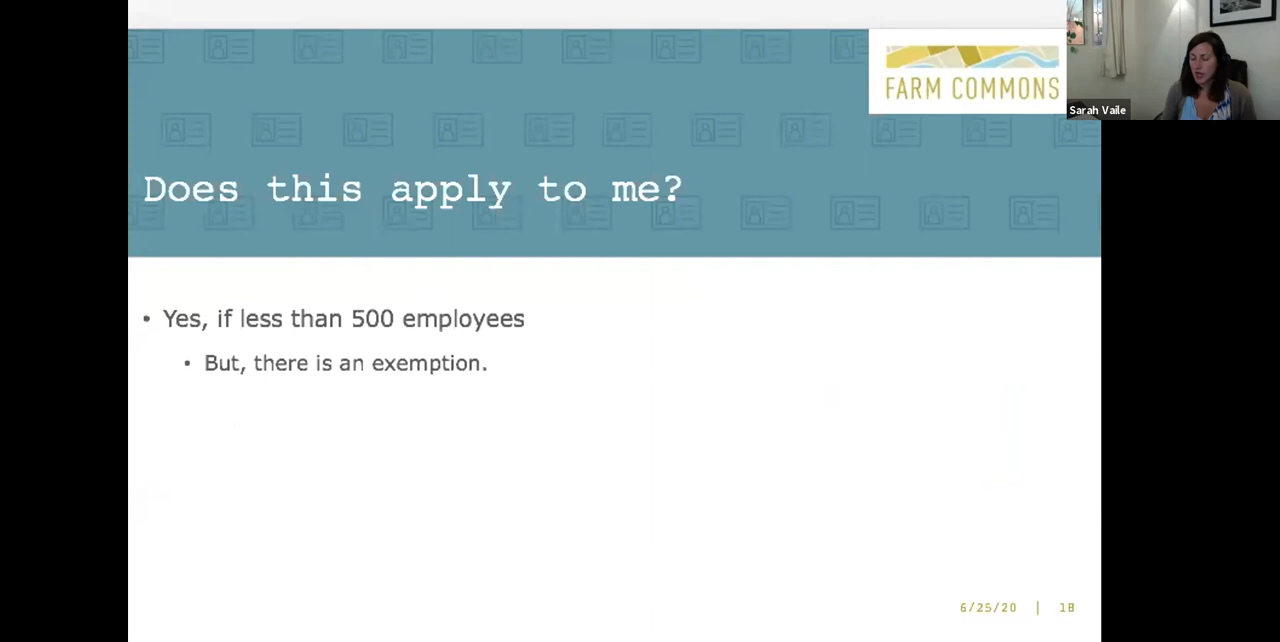 FARM COMMONS
Sarah Vaile
Does this apply to me?
• Yes, if less than 500 employees
• But, there is an exemption.
6/25/20 | 18